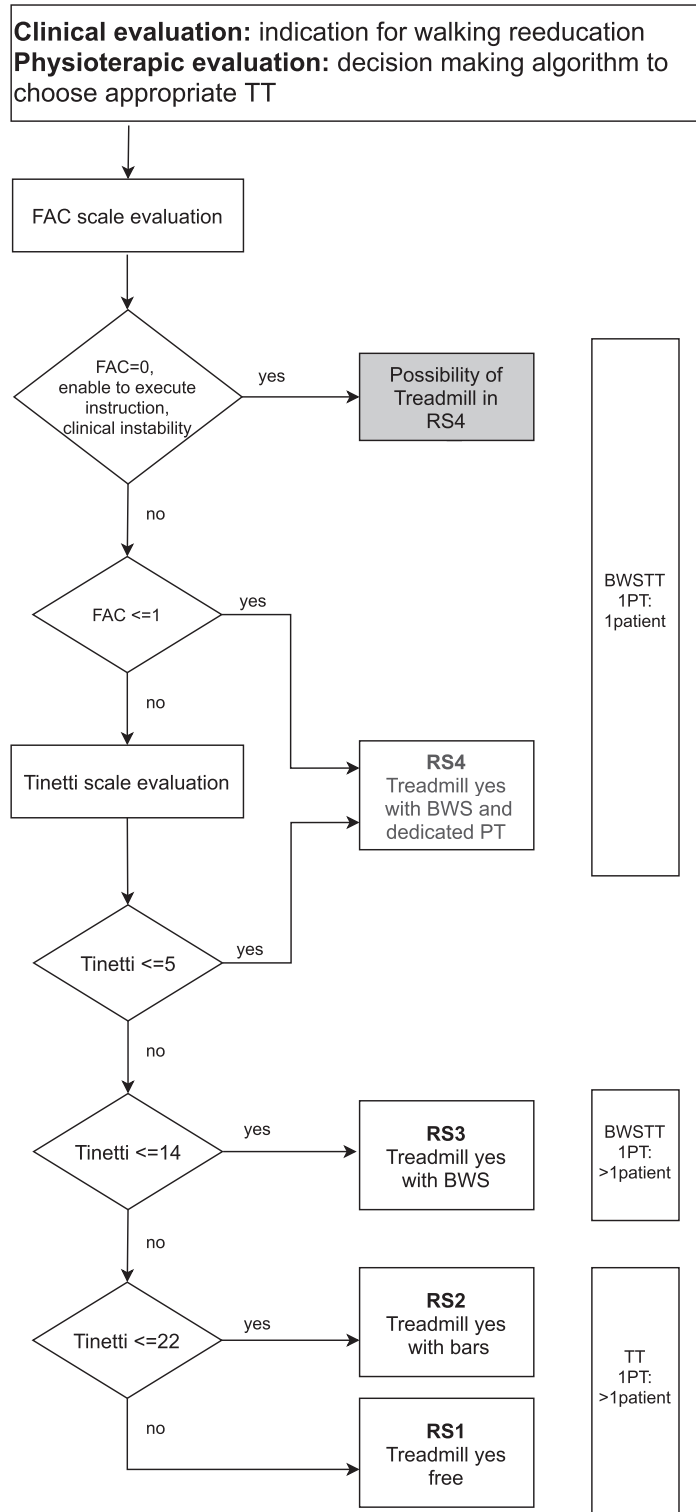 Clinical evaluation: indication for walking reeducation
Physioterapic evaluation: decision making algorithm to
choose appropriate TT
FAC scale evaluation
FAC=0,
enable to execute
instruction,
clinical instability
yes
Possibility of
Treadmill in
RS4
no
FAC <=1
yes
no
BWSTT
1PT:
1patient
Tinetti scale evaluation
RS4
Treadmill yes
with BWS and
dedicated PT
Tinetti <=5
yes
no
Tinetti <=14
yes
RS3
Treadmill yes
with BWS
BWSTT
1PT:
>1patient
no
Tinetti <=22
yes
RS2
Treadmill yes
with bars
TT
1PT:
>1patient
no
RS1
Treadmill yes
free